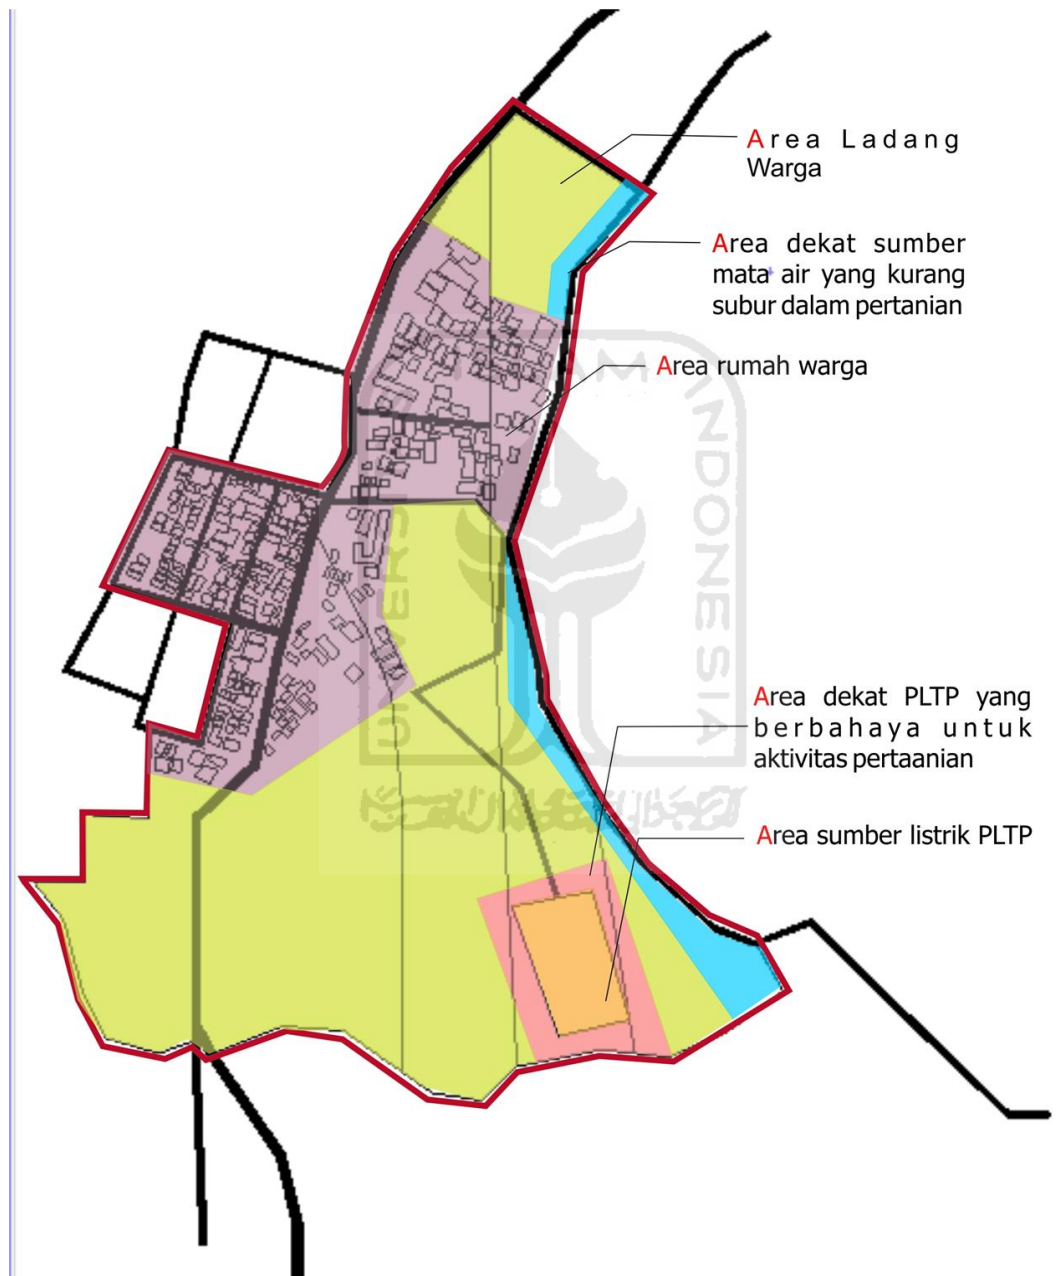 Area Ladang
Warga
Area dekat sumber
mata air yang kurang
subur dalam pertanian
Area rumah warga
Area dekat PLTP yang
berbahaya untuk
aktivitas pertaanian
Area sumber listrik PLTP
INDONESIA